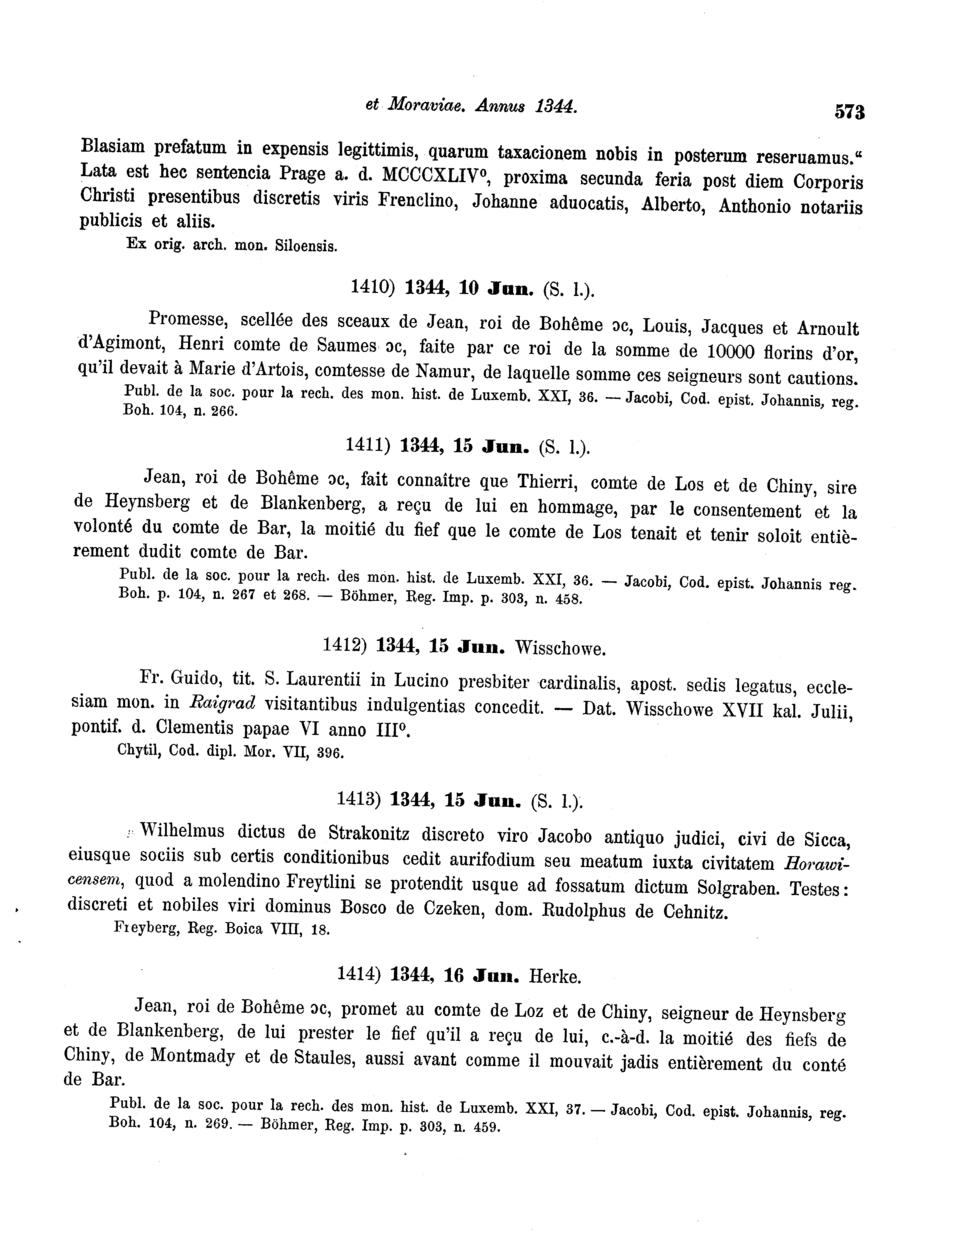 et Moraviae. Annus 1344.
573
Blasiam prefatum in expensis legittimis, quarum taxacionem nobis in posterum reseruamus.“
Lata est hec sentencia Prage a. d. MCCCXLIVº, proxima secunda feria post diem Corporis
Christi presentibus discretis viris Frenclino, Johanne aduocatis, Alberto, Anthonio notariis
publicis et aliis.
Ex orig. arch. mon. Siloensis.
1410) 1344, 10 Jun. (S. l.).
Promesse, scellée des sceaux de Jean, roi de Bohême ɔc, Louis, Jacques et Arnoult
d'Agimont, Henri comte de Saumes ɔc, faite par ce roi de la somme de 10000 florins d'or,
qu'il devait à Marie d'Artois, comtesse de Namur, de laquelle somme ces seigneurs sont cautions.
Publ. de la soc. pour la rech. des mon. hist. de Luxemb. XXI, 36. — Jacobi, Cod. epist. Johannis, reg.
Boh. 104, n. 266.
1411) 1344, 15 Jun. (S. l.).
Jean, roi de Bohême ɔc, fait connaître que Thierri, comte de Los et de Chiny, sire
de Heynsberg et de Blankenberg, a reçu de lui en hommage, par le consentement et la
volonté du comte de Bar, la moitié du fief que le comte de Los tenait et tenir soloit entiè-
rement dudit comte de Bar.
Publ. de la soc. pour la rech. des mon. hist. de Luxemb. XXI, 36. — Jacobi, Cod. epist. Johannis reg.
Boh. p. 104, n. 267 et 268. — Böhmer, Reg. Imp. p. 303, n. 458.
1412) 1344, 15 Jun. Wisschowe.
Fr. Guido, tit. S. Laurentii in Lucino presbiter cardinalis, apost. sedis legatus, eccle-
siam mon. in Raigrad visitantibus indulgentias concedit. — Dat. Wisschowe XVII kal. Julii,
pontif. d. Clementis papae VI anno IIIº.
Chytil, Cod. dipl. Mor. VII, 396.
1413) 1344, 15 Jun. (S. l.).
Wilhelmus dictus de Strakonitz discreto viro Jacobo antiquo judici, civi de Sicca,
eiusque sociis sub certis conditionibus cedit aurifodium seu meatum iuxta civitatem Horawi-
censem, quod a molendino Freytlini se protendit usque ad fossatum dictum Solgraben. Testes:
discreti et nobiles viri dominus Bosco de Czeken, dom. Rudolphus de Cehnitz.
Freyberg, Reg. Boica VIII, 18.
1414) 1344, 16 Jun. Herke.
Jean, roi de Bohême ɔc, promet au comte de Loz et de Chiny, seigneur de Heynsberg
et de Blankenberg, de lui prester le fief qu'il a reçu de lui, c.-à-d. la moitié des fiefs de
Chiny, de Montmady et de Staules, aussi avant comme il mouvait jadis entièrement du conté
de Bar.
Publ. de la soc. pour la rech. des mon. hist. de Luxemb. XXI, 37. — Jacobi, Cod. epist. Johannis, reg.
Boh. 104, n. 269. — Böhmer, Reg. Imp. p. 303, n. 459.